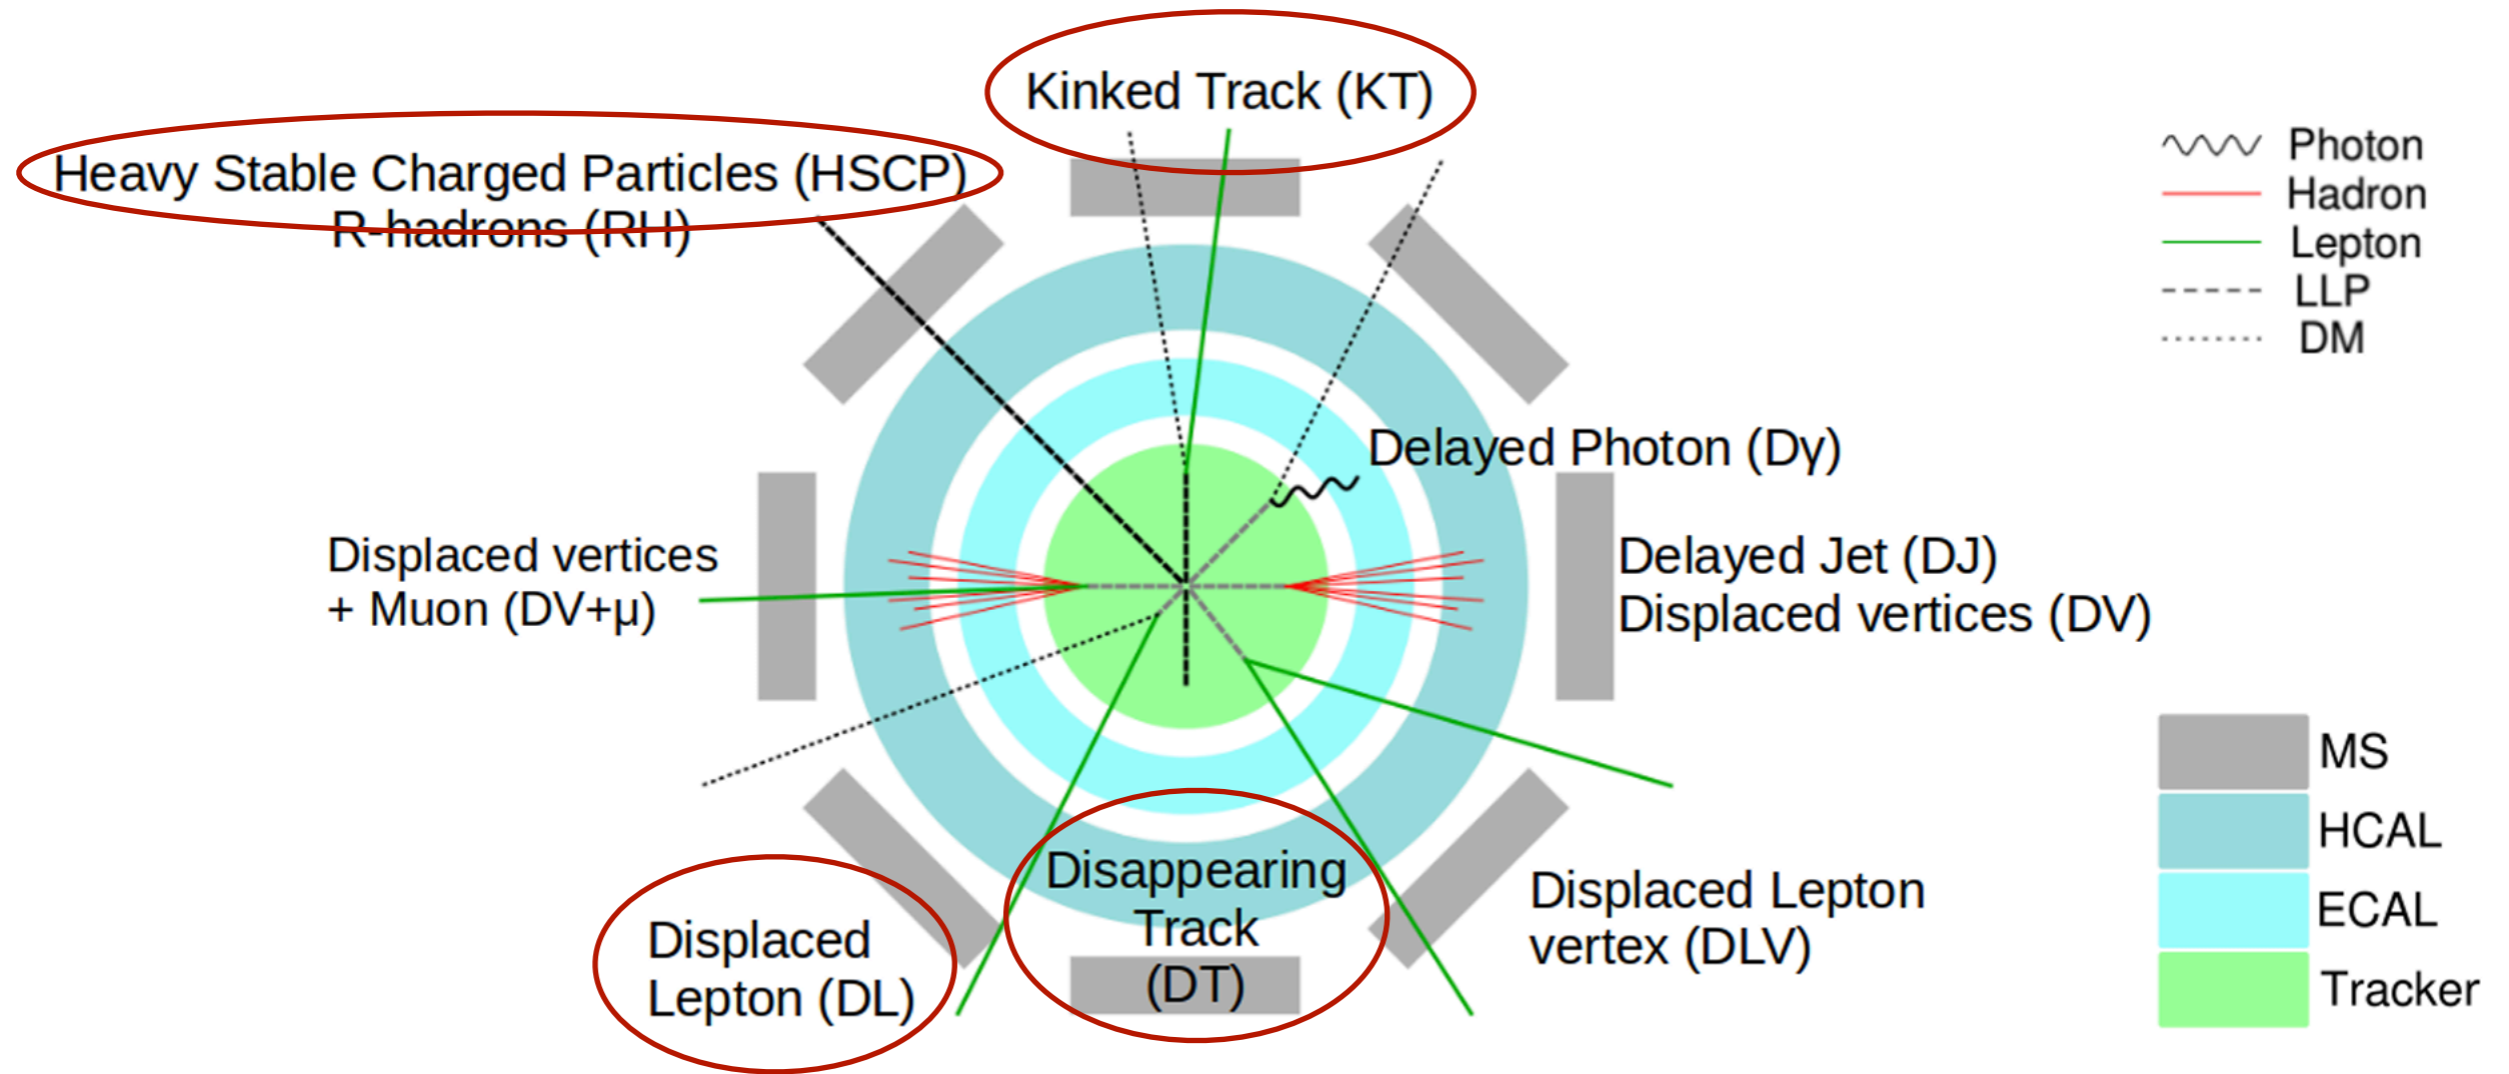 Kinked Track (KT)
Heavy Stable Charged Particles (HSCP)
R-hadrons (RH)
Photon
Hadron
Lepton
LLP
DM
Delayed Photon (Dγ)
Displaced vertices
+ Muon (DV+μ)
Delayed Jet (DJ)
Displaced vertices (DV)
Displaced
Lepton (DL)
Disappearing
Track
(DT)
Displaced Lepton
vertex (DLV)
MS
HCAL
ECAL
Tracker